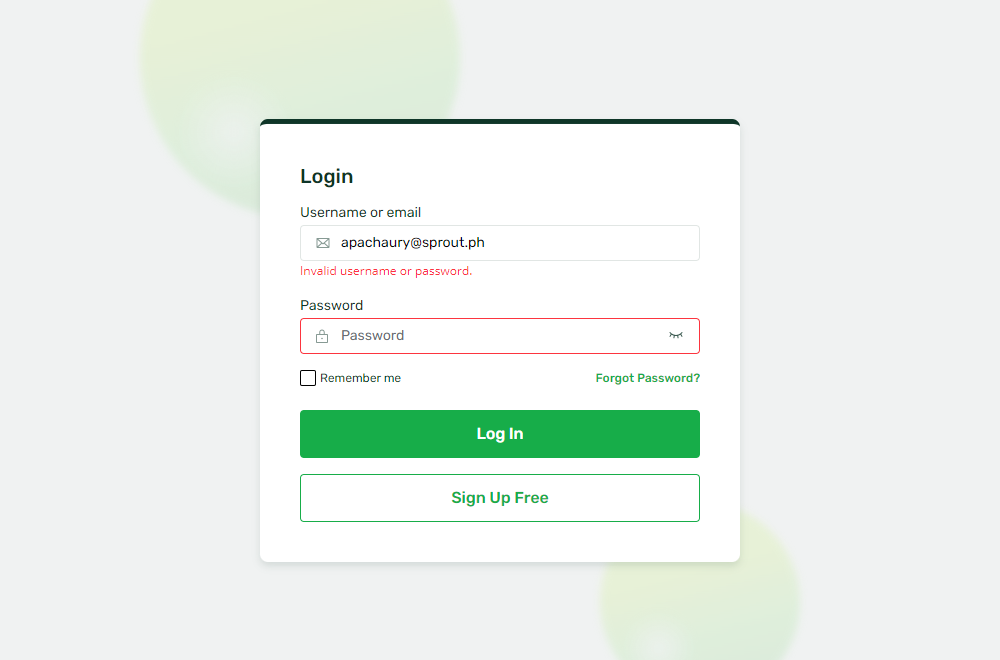 Login
Username or email
apachaury@sprout.ph
Invalid username or password.
Password
Password
Remember me
Forgot Password?
Log In
Sign Up Free